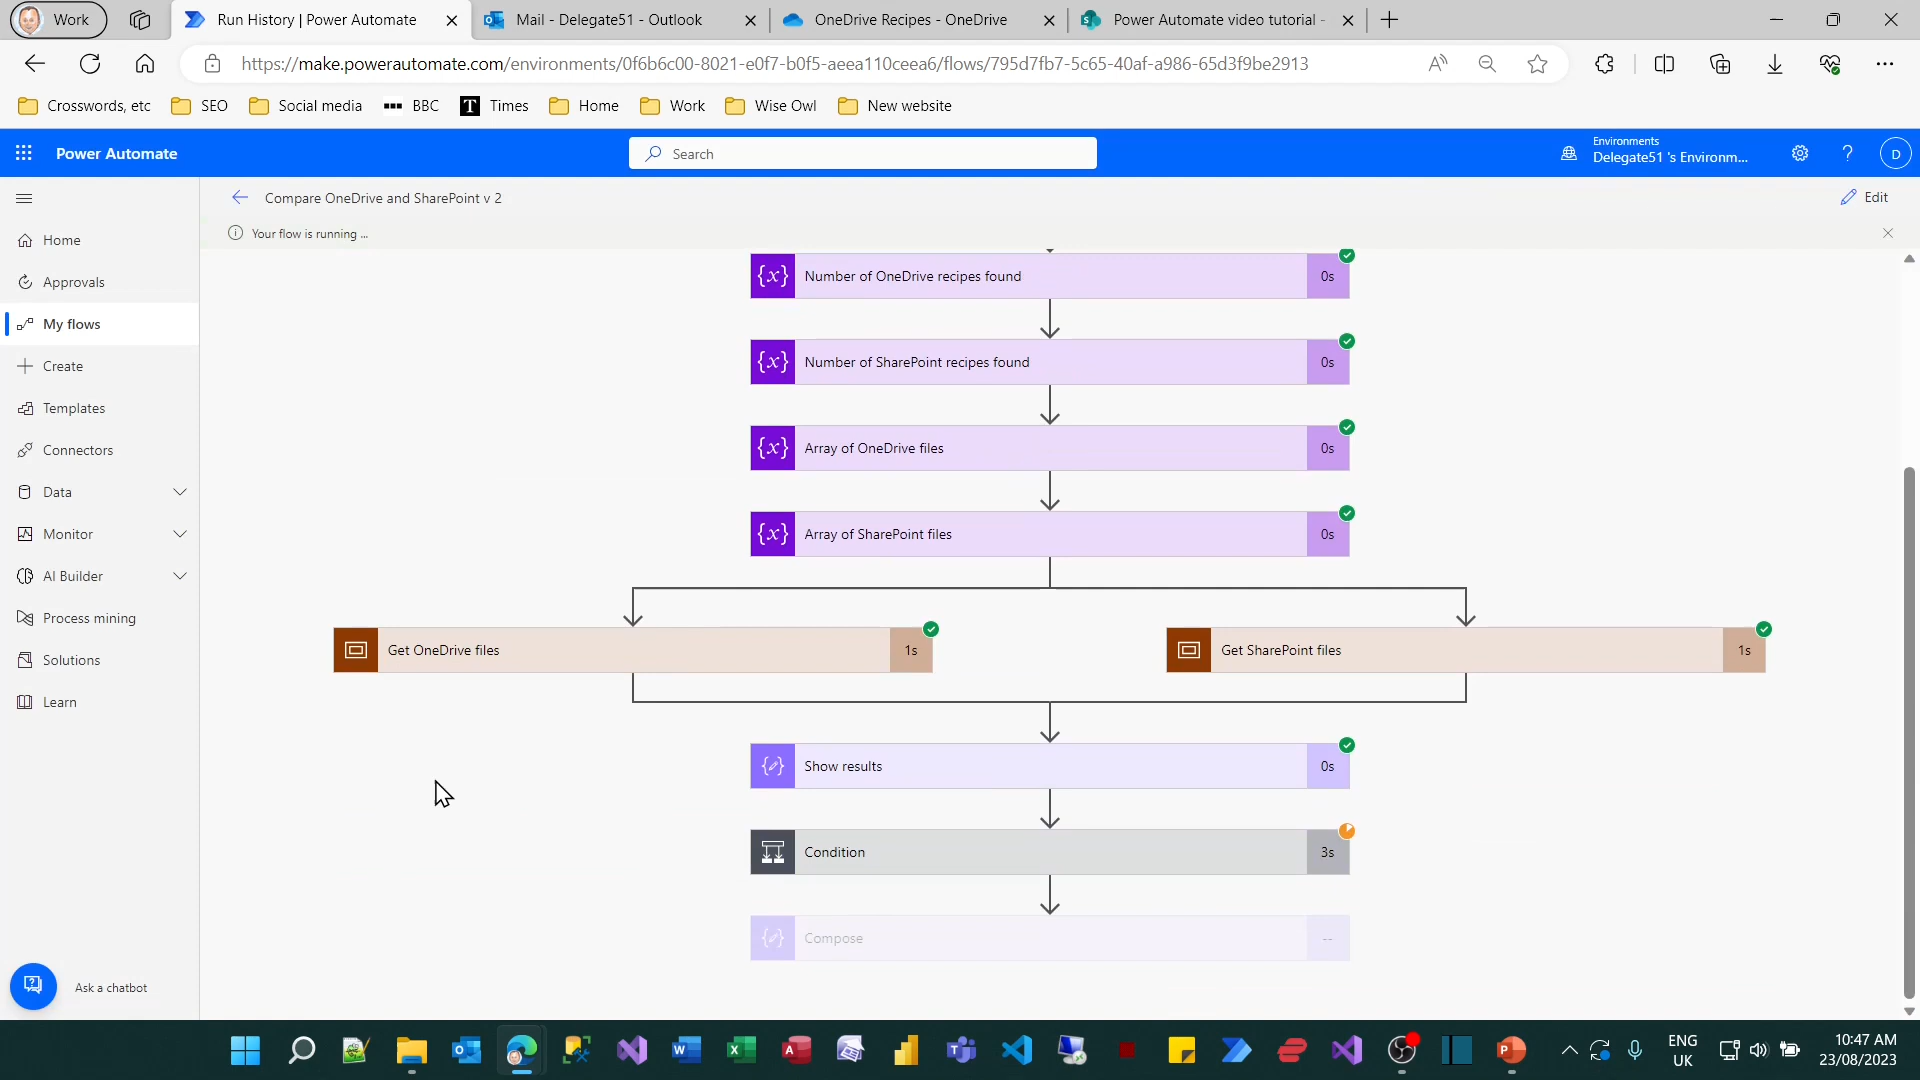 Work
Run History | Power Automate
Mail - Delegate51 - Outlook
OneDrive Recipes - OneDrive
Power Automate video tutorial -
https://make.powerautomate.com/environments/0f6b6c00-8021-e0f7-b0f5-aeea110ceea6/flows/795d7fb7-5c65-40af-a986-65d3f9be2913
Crosswords, etc
SEO
Social media
BBC
T
Times
Home
Work
Wise Owl
New website
Power Automate
Search
Environments
Delegate51 's Environm...
D
Compare OneDrive and SharePoint v 2
Edit
Your flow is running ...
Home
Approvals
My flows
Create
Templates
Connectors
Data
Monitor
AI Builder
Process mining
Solutions
Learn
Ask a chatbot
{x} Number of OneDrive recipes found 0s
{x} Number of SharePoint recipes found 0s
{x} Array of OneDrive files 0s
{x} Array of SharePoint files 0s
Get OneDrive files 1s
Get SharePoint files 1s
Show results 0s
Condition 3s
Compose --
ENG
UK
10:47 AM
23/08/2023